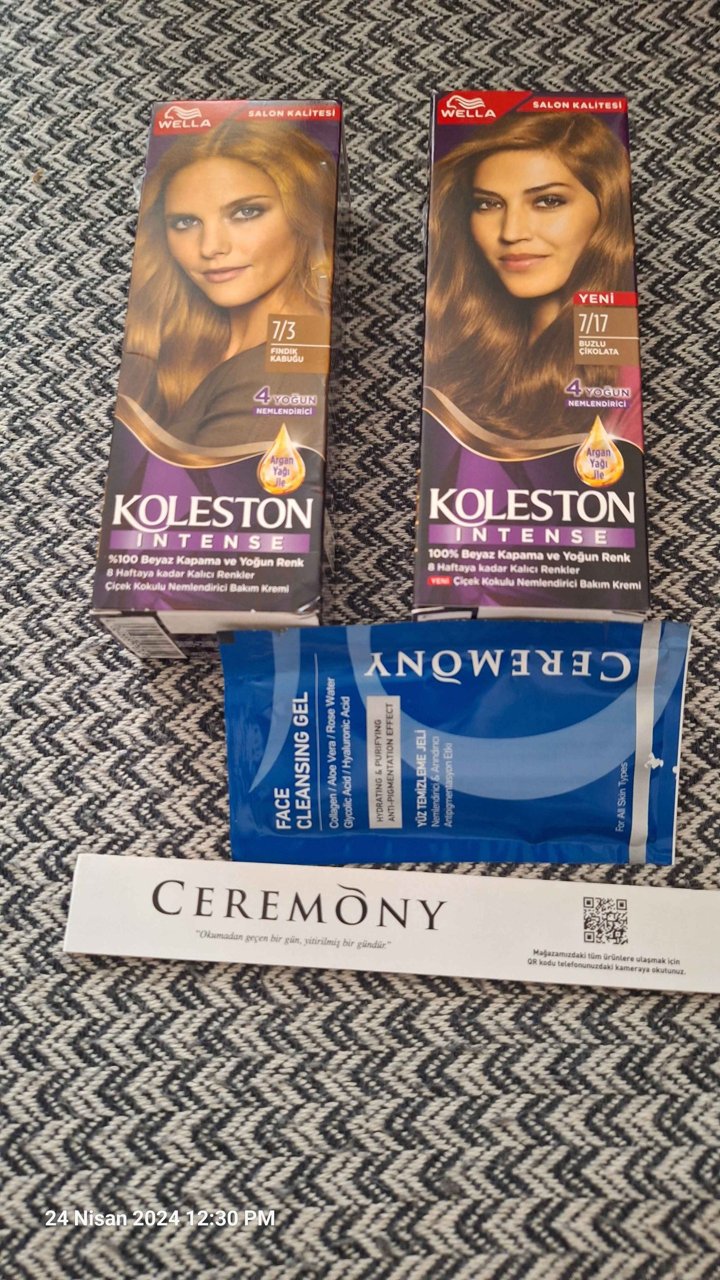 WELLA
SALON KALİTESİ
7/3
FINDIK
KABUĞU
4 YOĞUN
NEMLENDİRİCİ
Argan
Yağı
İle
KOLESTON
INTENSE
%100 Beyaz Kapama ve Yoğun Renk
8 Haftaya kadar Kalıcı Renkler
Çiçek Kokulu Nemlendirici Bakım Kremi
WELLA
SALON KALİTESİ
YENİ
7/17
BUZLU
ÇİKOLATA
4 YOĞUN
NEMLENDİRİCİ
Argan
Yağı
İle
KOLESTON
INTENSE
100% Beyaz Kapama ve Yoğun Renk
8 Haftaya kadar Kalıcı Renkler
YENİ Çiçek Kokulu Nemlendirici Bakım Kremi
CEREMONY
FACE
CLEANSING GEL
Collagen / Aloe Vera / Rose Water
Glycolic Acid / Hyaluronic Acid
HYDRATING & PURIFYING
ANTI-PIGMENTATION EFFECT
YÜZ TEMİZLEME JELİ
Nemlendirici & Arındırıcı
Antipigmentasyon Etki
For All Skin Types
CEREMONY
"Okumadan geçen bir gün, yitirilmiş bir gündür."
Mağazamızdaki tüm ürünlere ulaşmak için
QR kodu telefonunuzdaki kameraya okutunuz.
24 Nisan 2024 12:30 PM